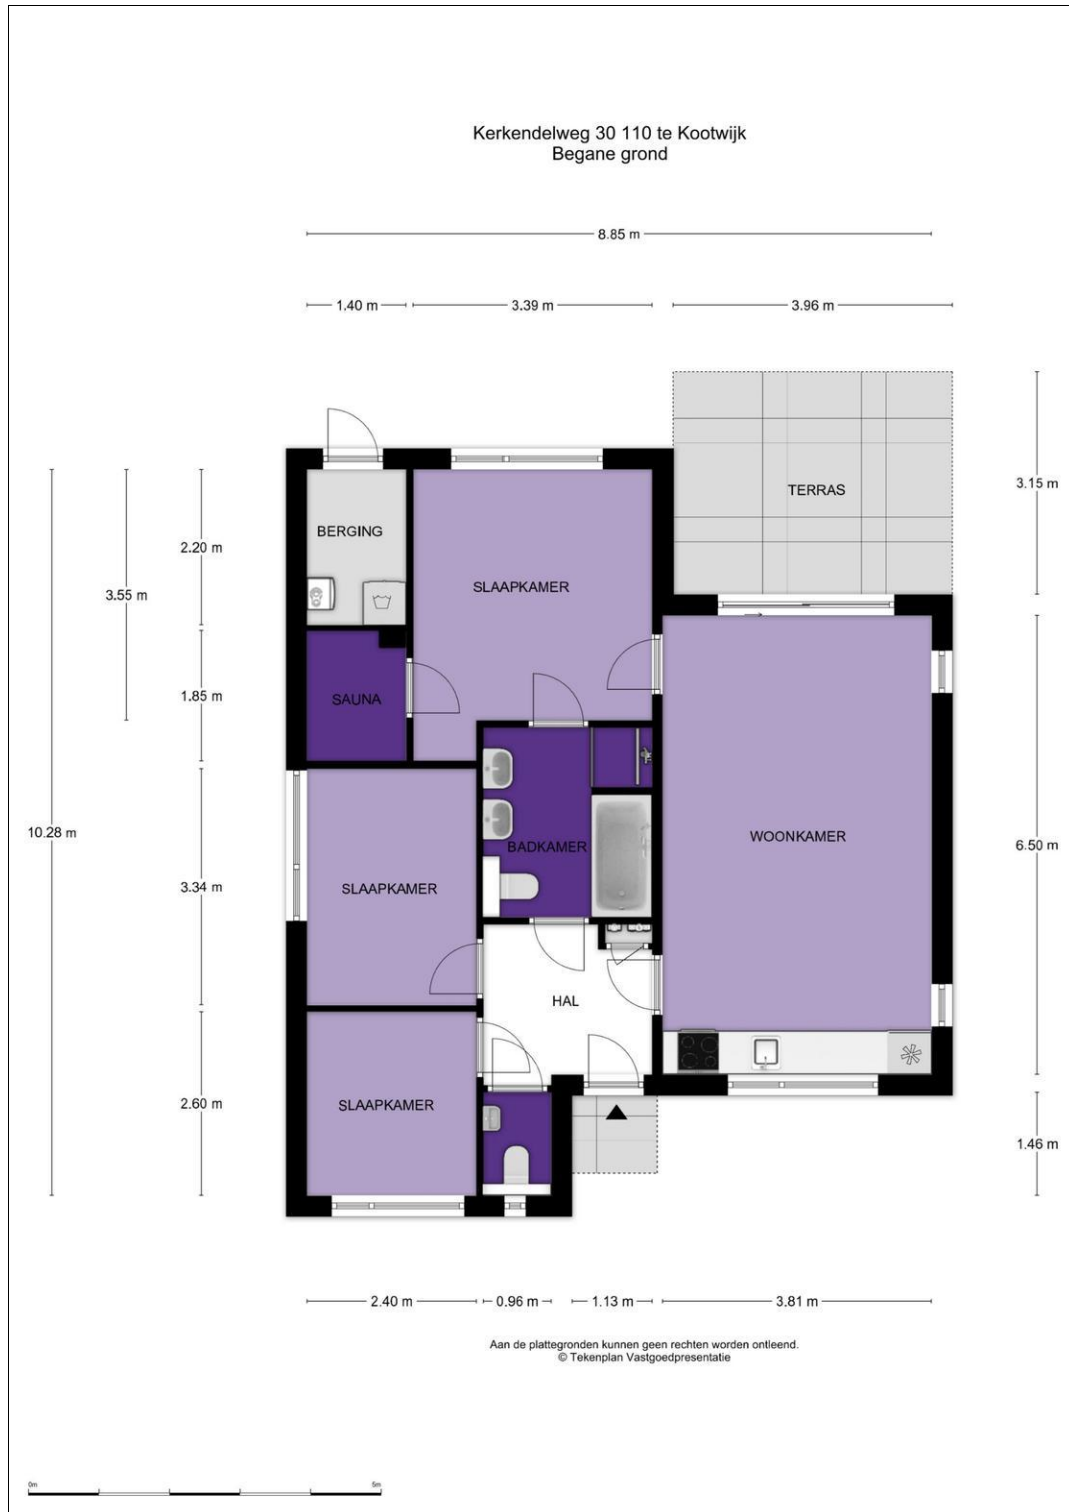 Kerkendelweg 30 110 te Kootwijk
Begane grond
8.85 m
1.40 m
3.39 m
3.96 m
3.15 m
TERRAS
BERGING
2.20 m
SLAAPKAMER
3.55 m
1.85 m
SAUNA
10.28 m
WOONKAMER
6.50 m
BADKAMER
3.34 m
SLAAPKAMER
HAL
2.60 m
SLAAPKAMER
1.46 m
2.40 m
0.96 m
1.13 m
3.81 m
Aan de plattegronden kunnen geen rechten worden ontleend.
© Tekenplan Vastgoedpresentatie
0m
5m